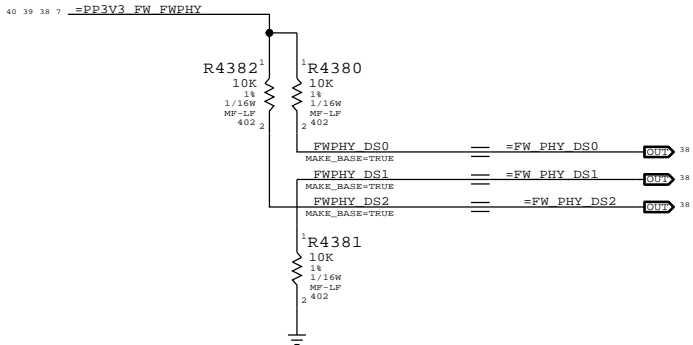 40 39 38 7 =PP3V3_FW_FWPHY
R4382 1
10K
1%
1/16W
MF-LF
402
2
1 R4380
10K
1%
1/16W
MF-LF
402
2
FWPHY_DS0 =FW_PHY_DS0 OUT 38
MAKE_BASE=TRUE
FWPHY_DS1 =FW_PHY_DS1 OUT 38
MAKE_BASE=TRUE
FWPHY_DS2 =FW_PHY_DS2 OUT 38
MAKE_BASE=TRUE
1 R4381
10K
1%
1/16W
MF-LF
2 402